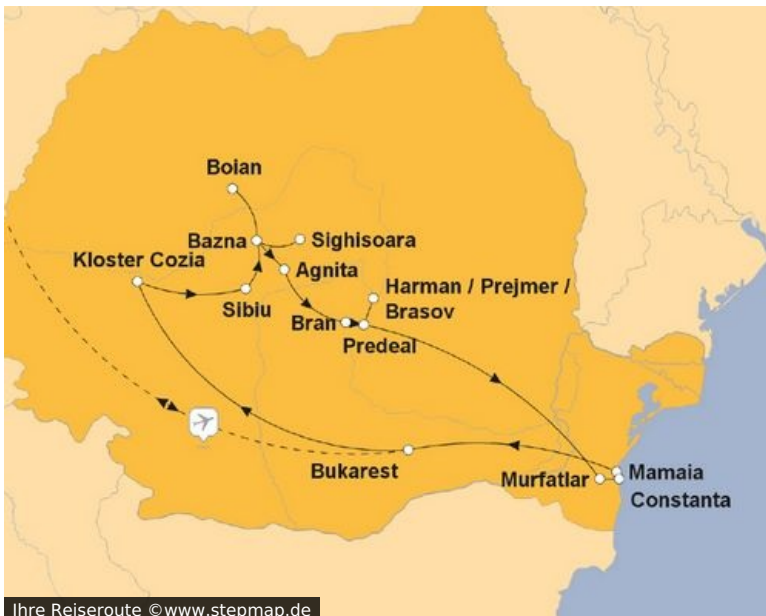 Boian
Bazna
Sighisoara
Kloster Cozia
Agnita
Sibiu
Harman / Prejmer /
Brasov
Bran
Predeal
Bukarest
Murfatlar
Mamaia
Constanta
Ihre Reiseroute ©www.stepmap.de